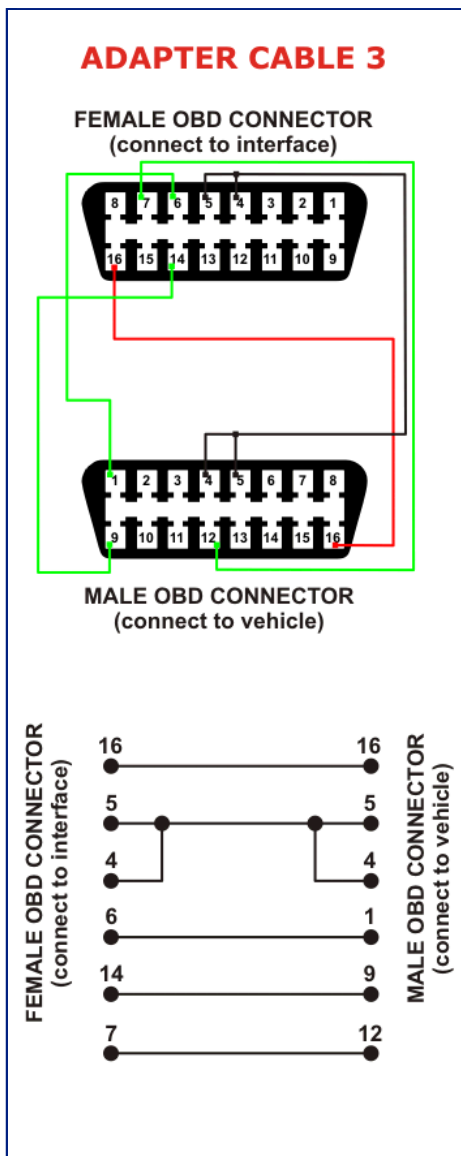 ADAPTER CABLE 3
FEMALE OBD CONNECTOR
(connect to interface)
8 7 6 5 4 3 2 1
16 15 14 13 12 11 10 9
1 2 3 4 5 6 7 8
9 10 11 12 13 14 15 16
MALE OBD CONNECTOR
(connect to vehicle)
FEMALE OBD CONNECTOR
(connect to interface)
16 16
5 5
4 4
6 1
14 9
7 12
MALE OBD CONNECTOR
(connect to vehicle)